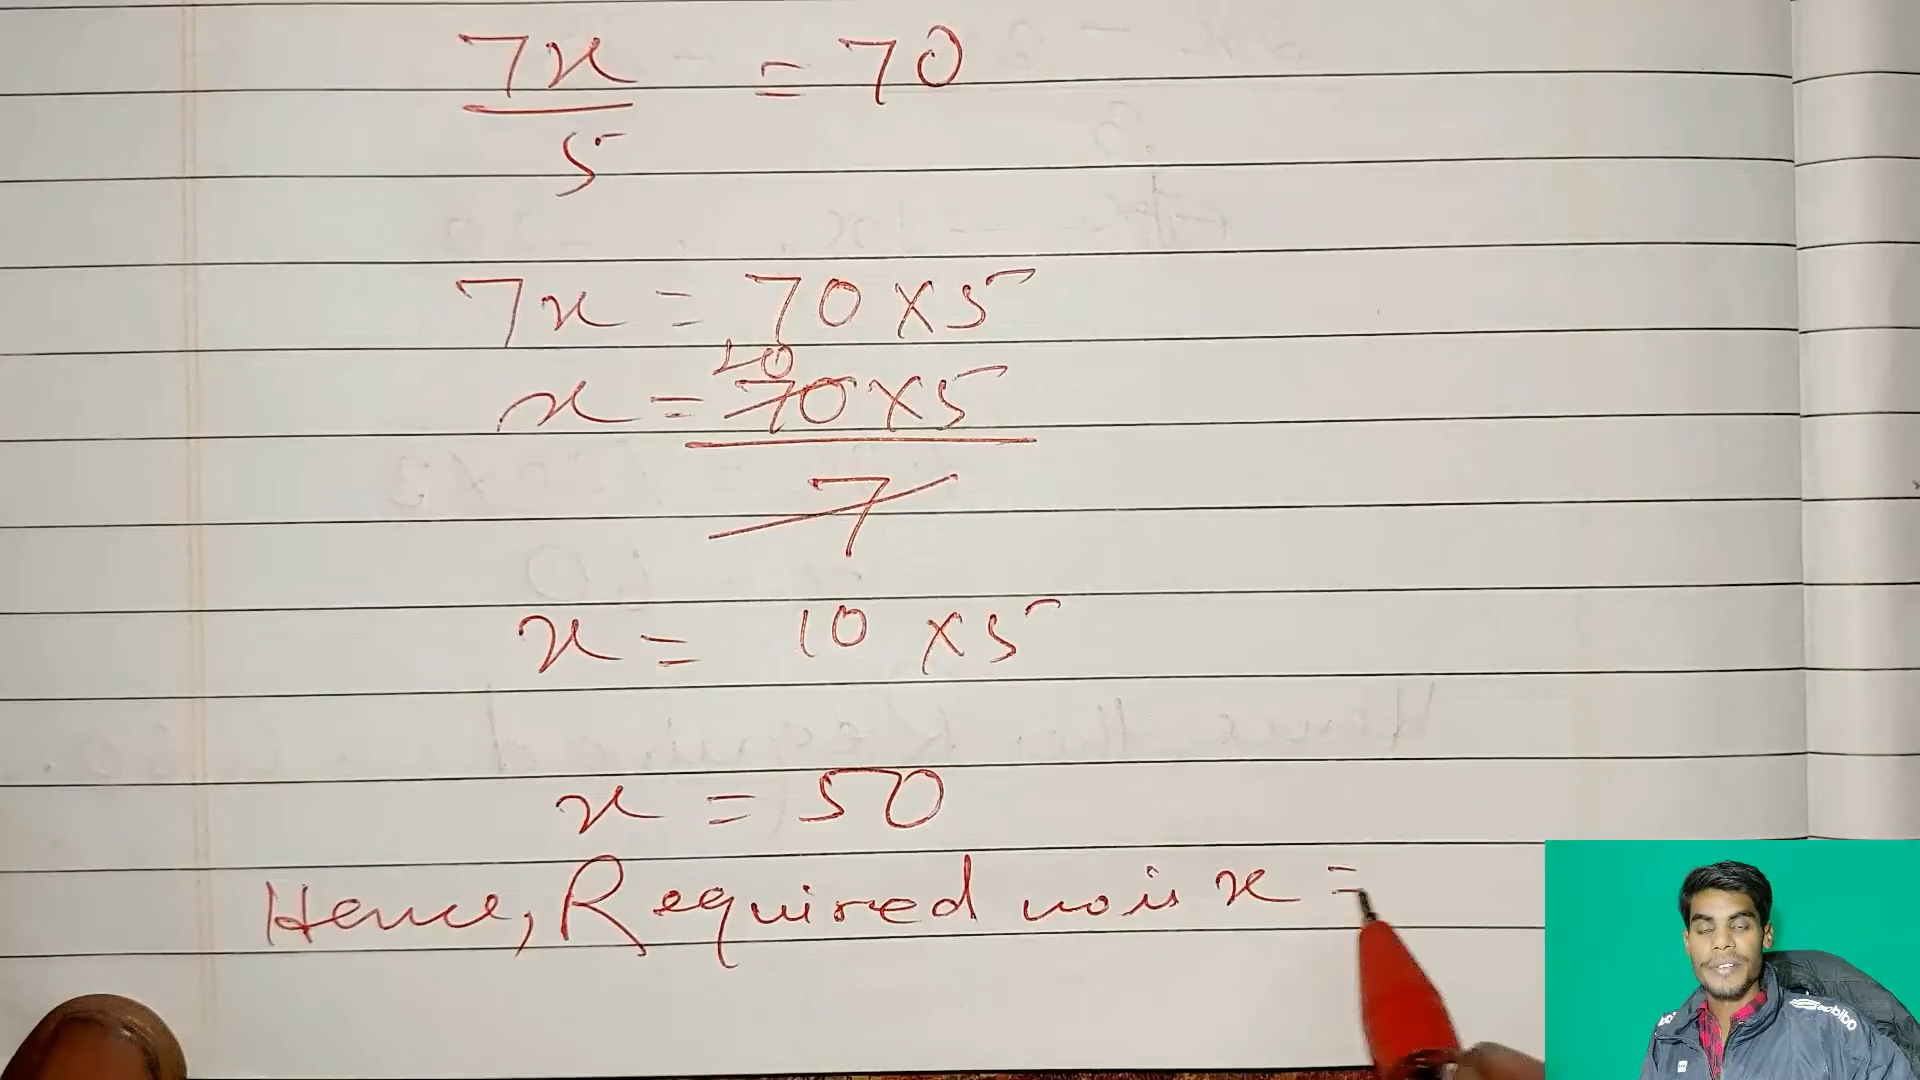 7x/5 = 70
7x = 70 × 5
10
x = 70 × 5
7
x = 10 × 5
x = 50
Hence, Required no is x =